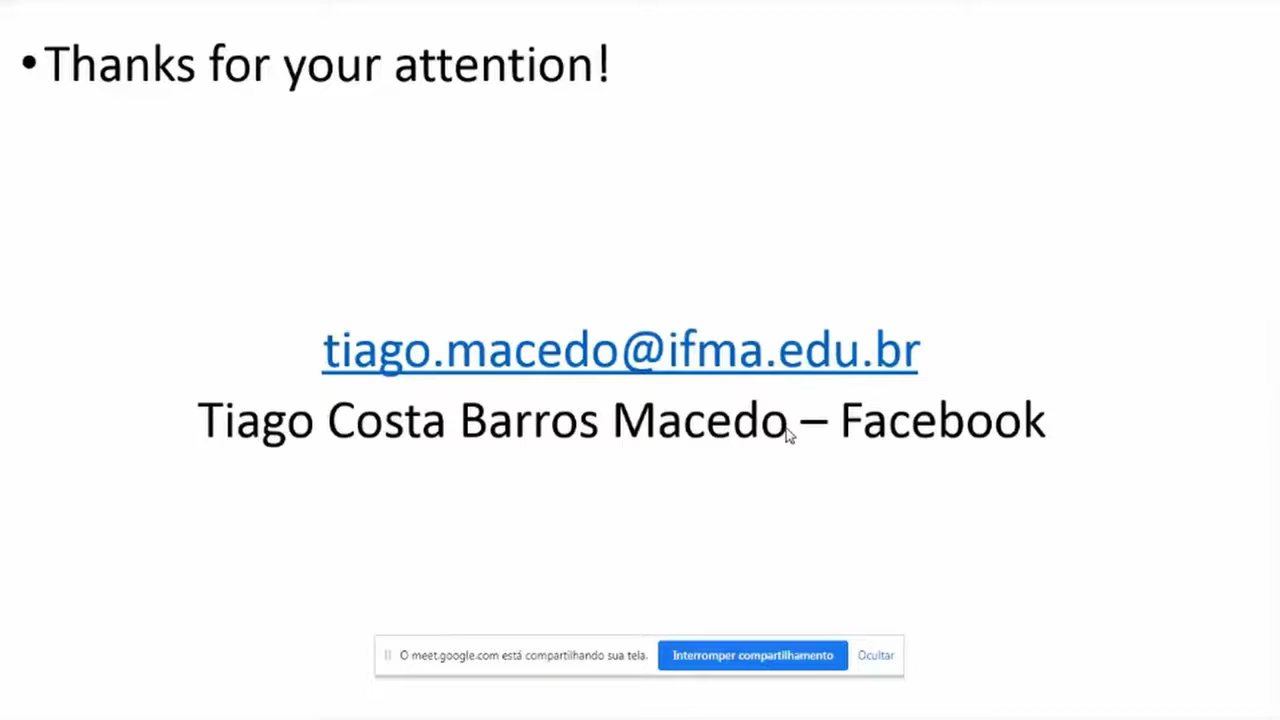 •Thanks for your attention!
tiago.macedo@ifma.edu.br
Tiago Costa Barros Macedo – Facebook
O meet.google.com está compartilhando sua tela. Interromper compartilhamento Ocultar